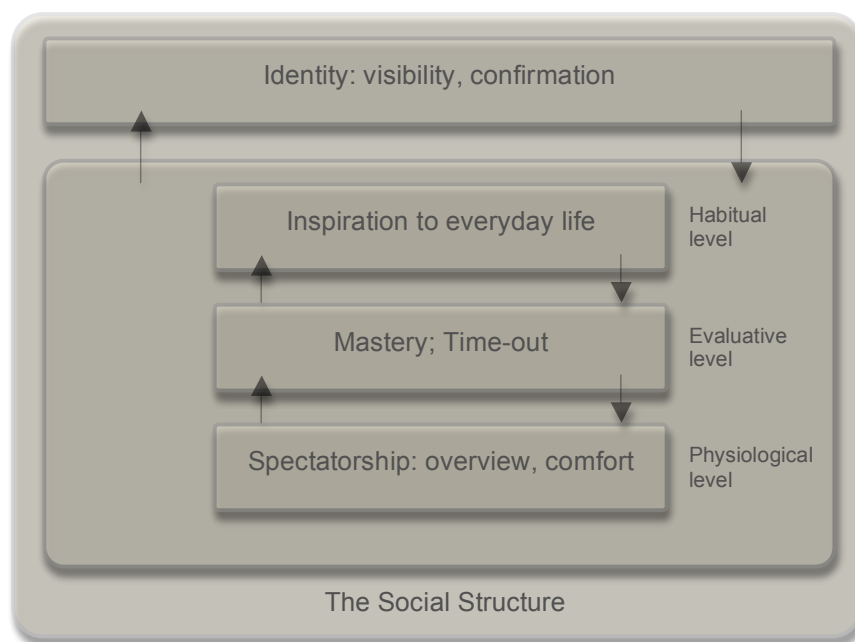 Identity: visibility, confirmation
Inspiration to everyday life
Habitual
level
Mastery; Time-out
Evaluative
level
Spectatorship: overview, comfort
Physiological
level
The Social Structure